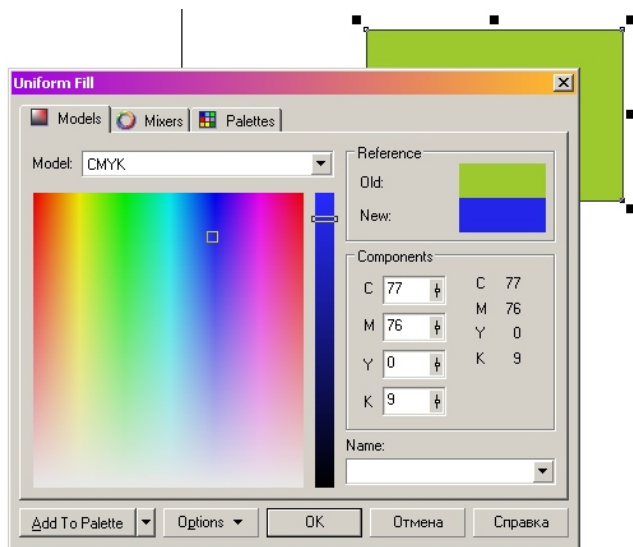 Uniform Fill
Models
Mixers
Palettes
Model: CMYK
Reference
Old:
New:
Components
C 77 C 77
M 76 M 76
Y 0 Y 0
K 9 K 9
Name:
Add To Palette
Options
OK
Отмена
Справка